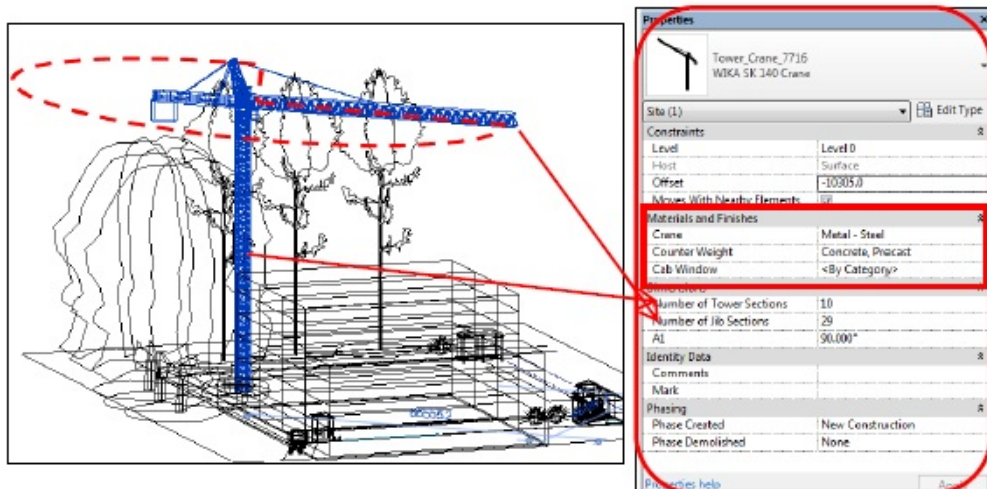 Properties
Tower_Crane_7716
WIKA SK 140 Crane
Site (1)
Edit Type
Constraints
Level Level 0
Host Surface
Offset -10305.0
Moves With Nearby Elements
Materials and Finishes
Crane Metal - Steel
Counter Weight Concrete, Precast
Cab Window <By Category>
Number of Tower Sections 10
Number of Jib Sections 29
A1 90.000°
Identity Data
Comments
Mark
Phasing
Phase Created New Construction
Phase Demolished None
Properties help